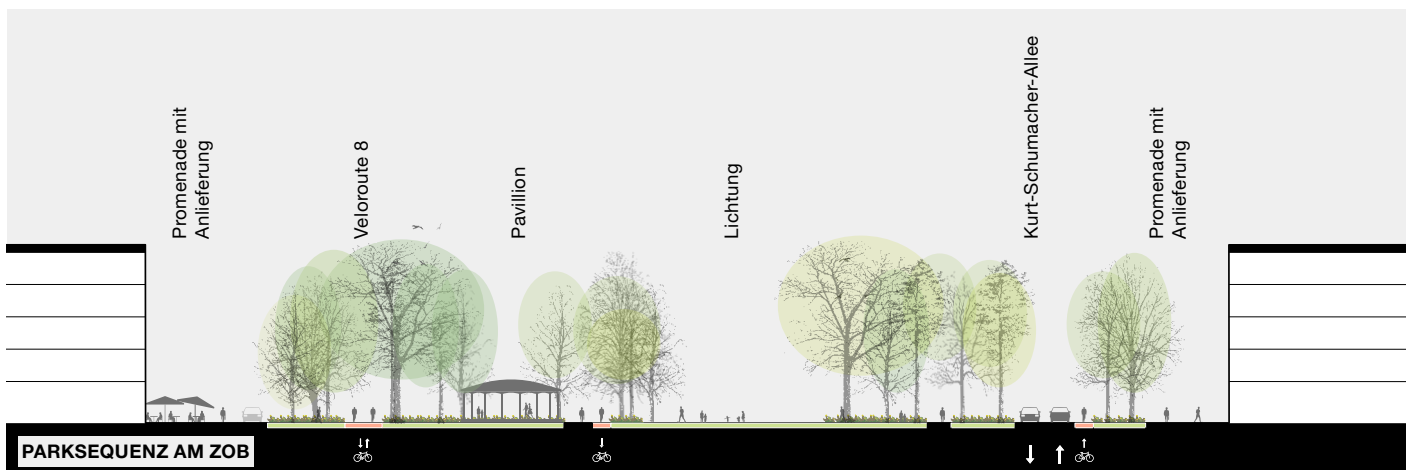 Promenade mit
Anlieferung
Veloroute 8
Pavillion
Lichtung
Kurt-Schumacher-Allee
Promenade mit
Anlieferung
PARKSEQUENZ AM ZOB